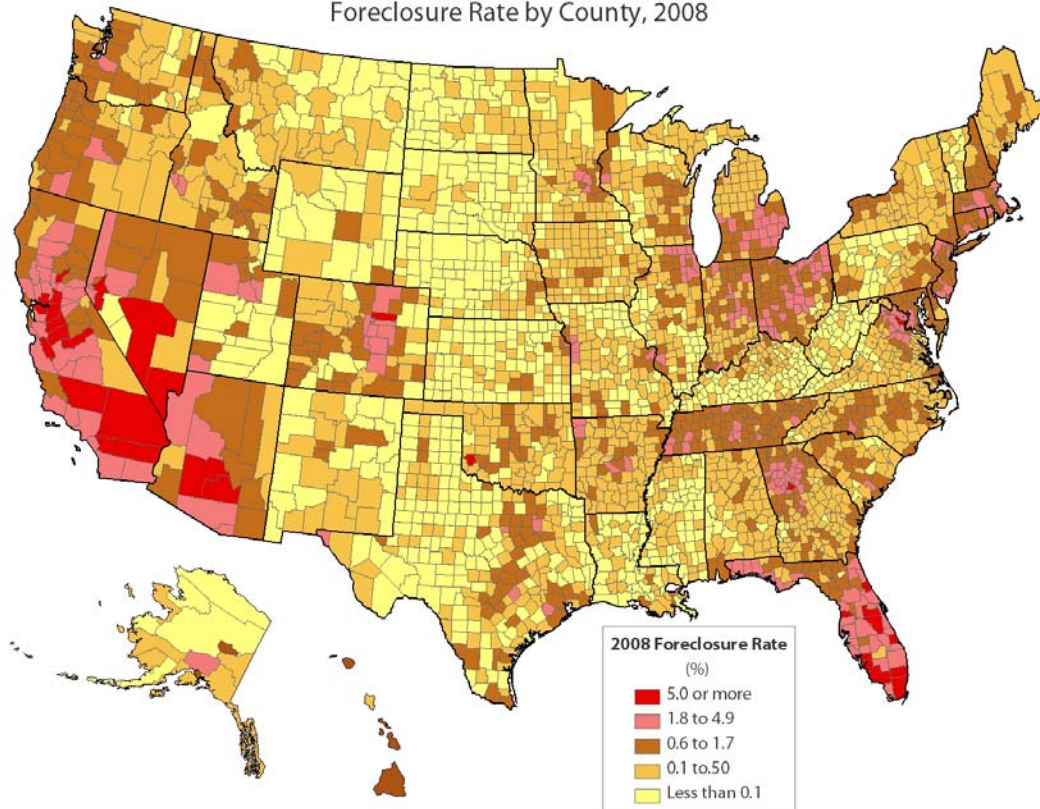 Foreclosure Rate by County, 2008
2008 Foreclosure Rate
(%)
5.0 or more
1.8 to 4.9
0.6 to 1.7
0.1 to.50
Less than 0.1